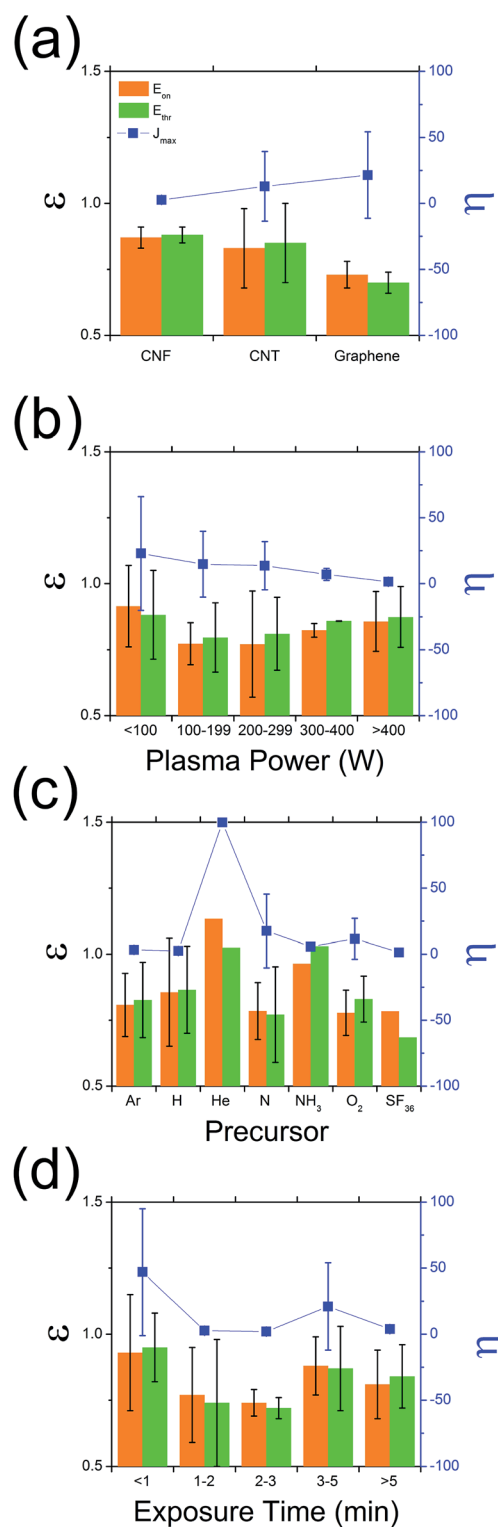 (a)
1.5
1.0
0.5
ε
E_on
E_thr
J_max
100
50
0
-50
-100
η
CNF CNT Graphene
(b)
1.5
1.0
0.5
ε
100
50
0
-50
-100
η
<100 100-199 200-299 300-400 >400
Plasma Power (W)
(c)
1.5
1.0
0.5
ε
100
50
0
-50
-100
η
Ar H He N NH₃ O₂ SF₃₆
Precursor
(d)
1.5
1.0
0.5
ε
100
50
0
-50
-100
η
<1 1-2 2-3 3-5 >5
Exposure Time (min)